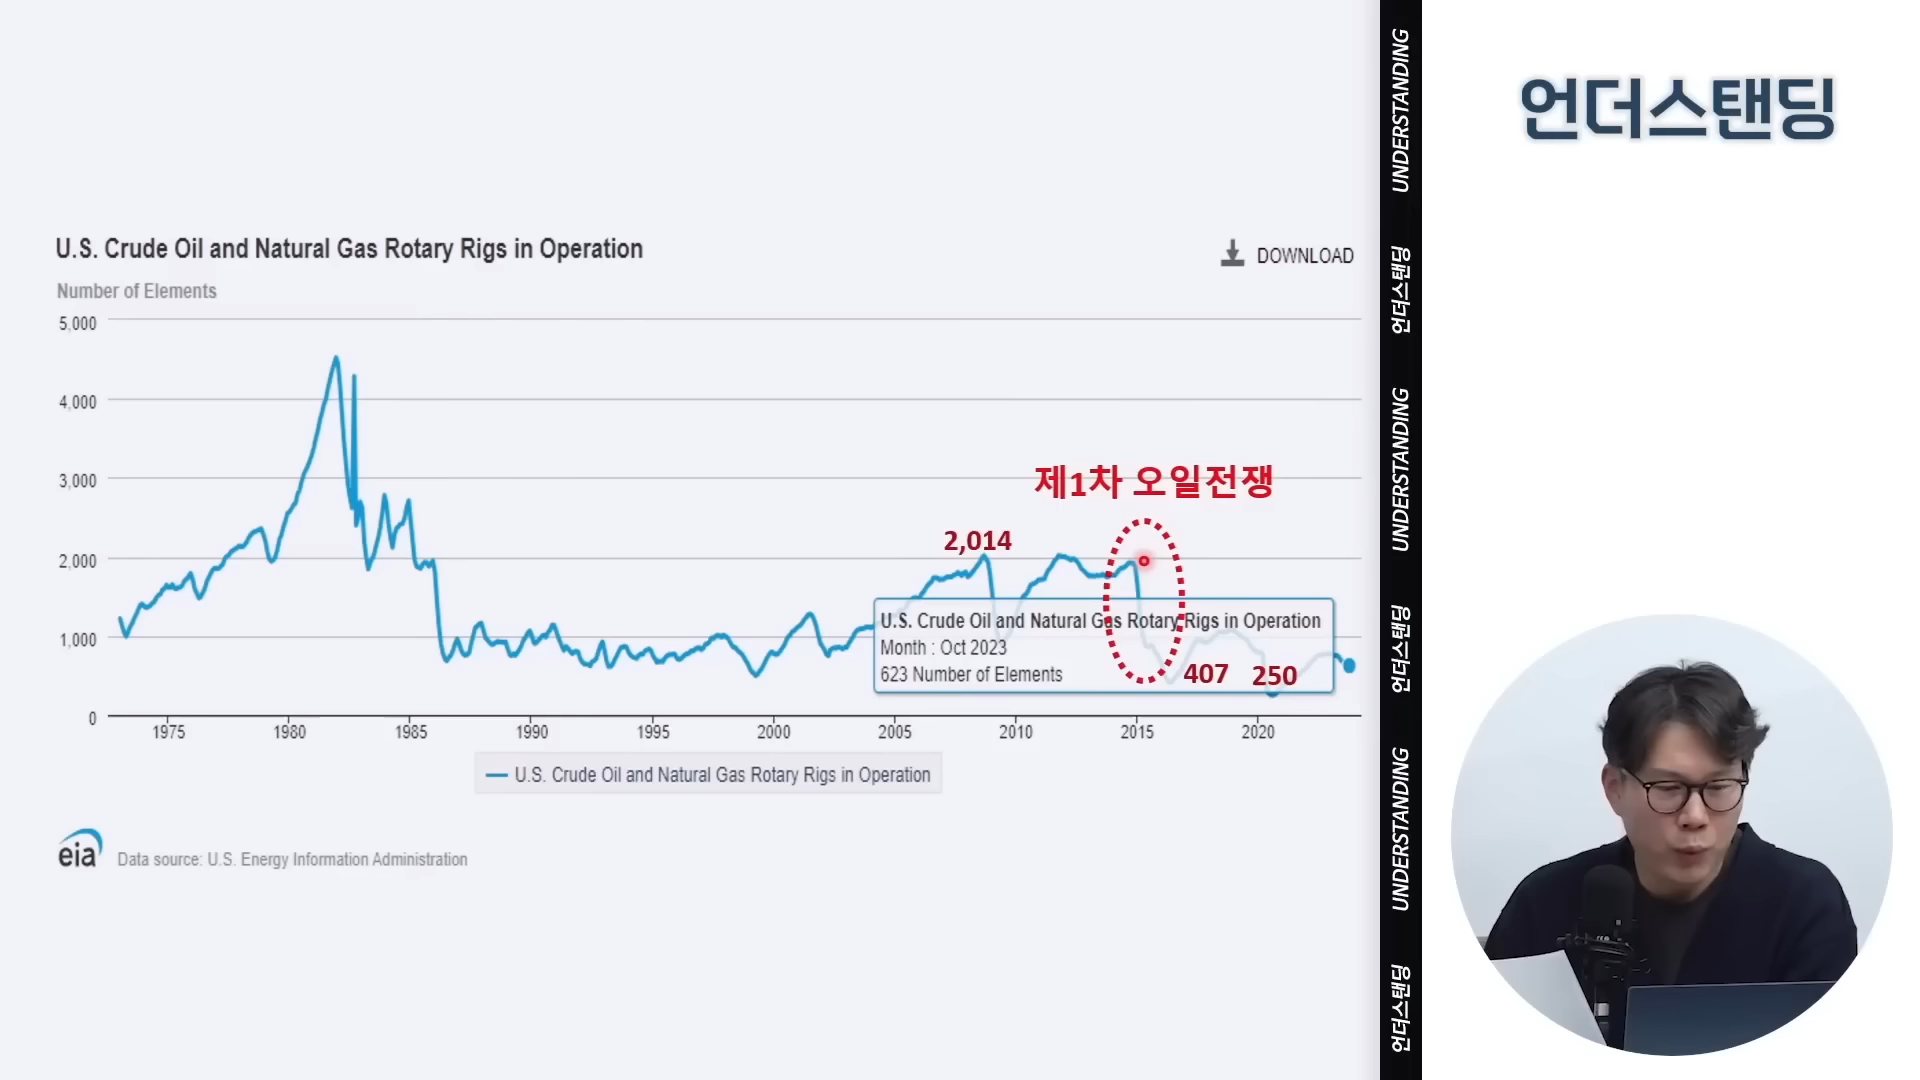 U.S. Crude Oil and Natural Gas Rotary Rigs in Operation
DOWNLOAD
Number of Elements
5,000
4,000
3,000
2,000
1,000
0
제1차 오일전쟁
2,014
U.S. Crude Oil and Natural Gas Rotary Rigs in Operation
Month : Oct 2023
623 Number of Elements
407
250
1975
1980
1985
1990
1995
2000
2005
2010
2015
2020
U.S. Crude Oil and Natural Gas Rotary Rigs in Operation
eia
Data source: U.S. Energy Information Administration
UNDERSTANDING
언더스탠딩
UNDERSTANDING
언더스탠딩
UNDERSTANDING
언더스탠딩
언더스탠딩